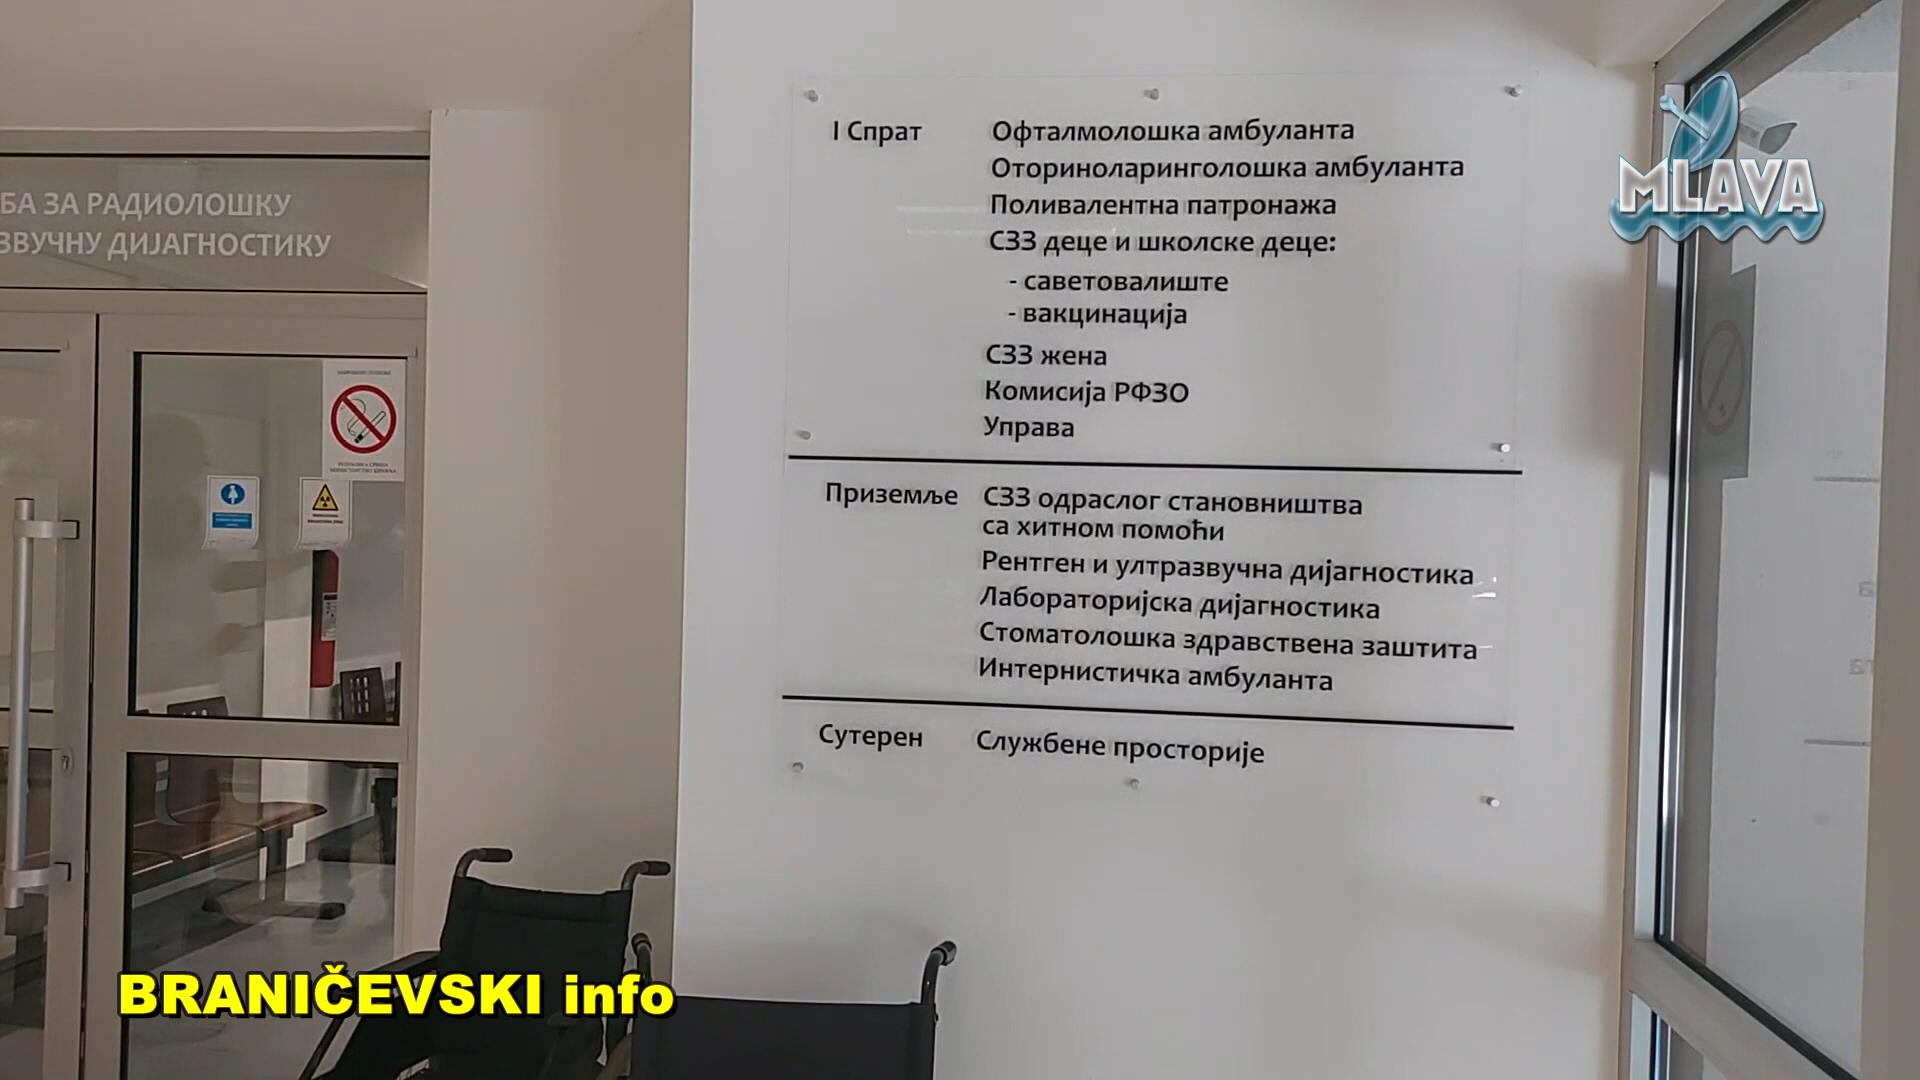 БА ЗА РАДИОЛОШКУ
ЗВУЧНУ ДИЈАГНОСТИКУ
I Спрат Офталмолошка амбуланта
Оториноларинголошка амбуланта
Поливалентна патронажа
СЗЗ деце и школске деце:
- саветовалиште
- вакцинација
СЗЗ жена
Комисија РФЗО
Управа
Приземље СЗЗ одраслог становништва
са хитном помоћи
Рентген и ултразвучна дијагностика
Лабораторијска дијагностика
Стоматолошка здравствена заштита
Интернистичка амбуланта
Сутерен Службене просторије
MLAVA
BRANIČEVSKI info